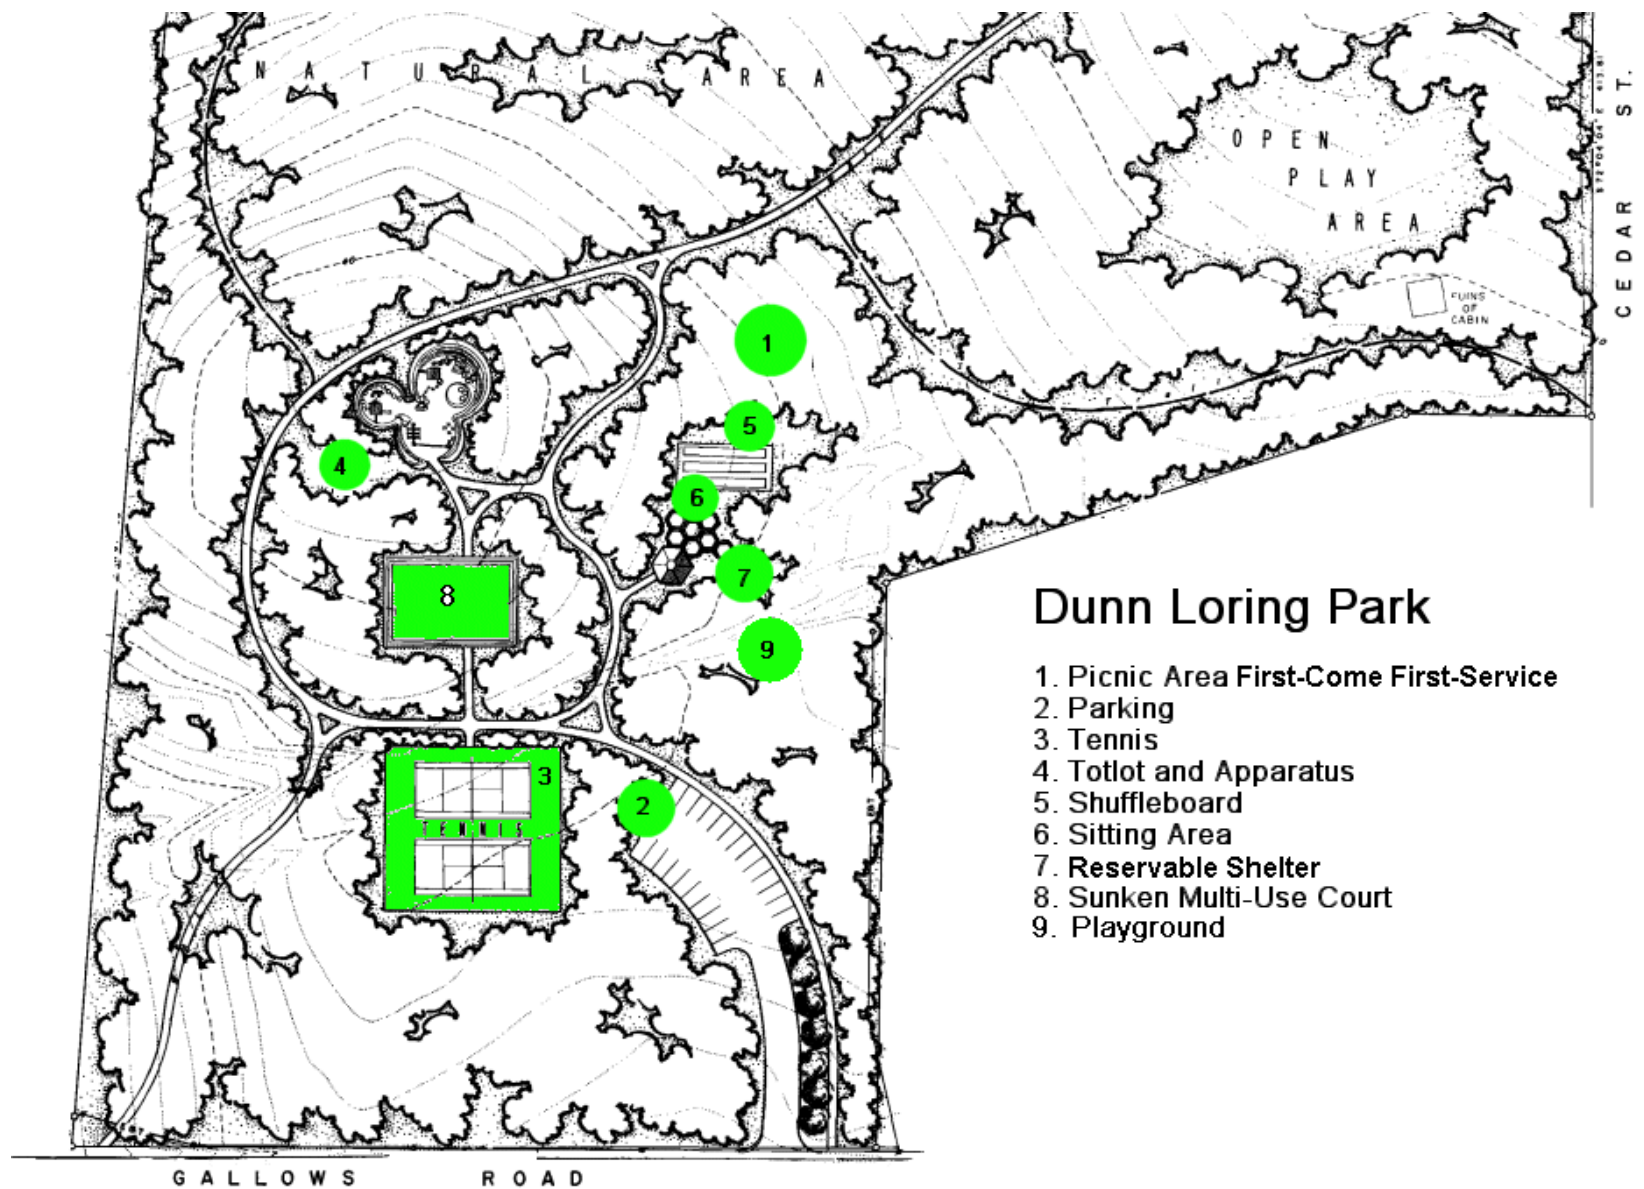 NATURAL AREA
OPEN
PLAY
AREA
CEDAR ST.
RUINS
OF
CABIN
1
5
4
6
7
8
9
3
TENNIS
2
Dunn Loring Park
1. Picnic Area First-Come First-Service
2. Parking
3. Tennis
4. Totlot and Apparatus
5. Shuffleboard
6. Sitting Area
7. Reservable Shelter
8. Sunken Multi-Use Court
9. Playground
GALLOWS ROAD